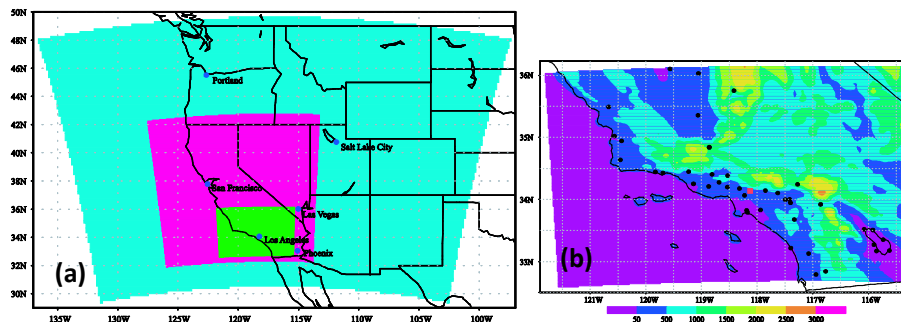 50N
48N
46N
44N
42N
40N
38N
36N
34N
32N
30N
135W
130W
125W
120W
115W
110W
105W
100W
Portland
Salt Lake City
San Francisco
Las Vegas
Los Angeles
Phoenix
(a)
36N
35N
34N
33N
121W
120W
119W
118W
117W
116W
(b)
50
500
1000
1500
2000
2500
3000